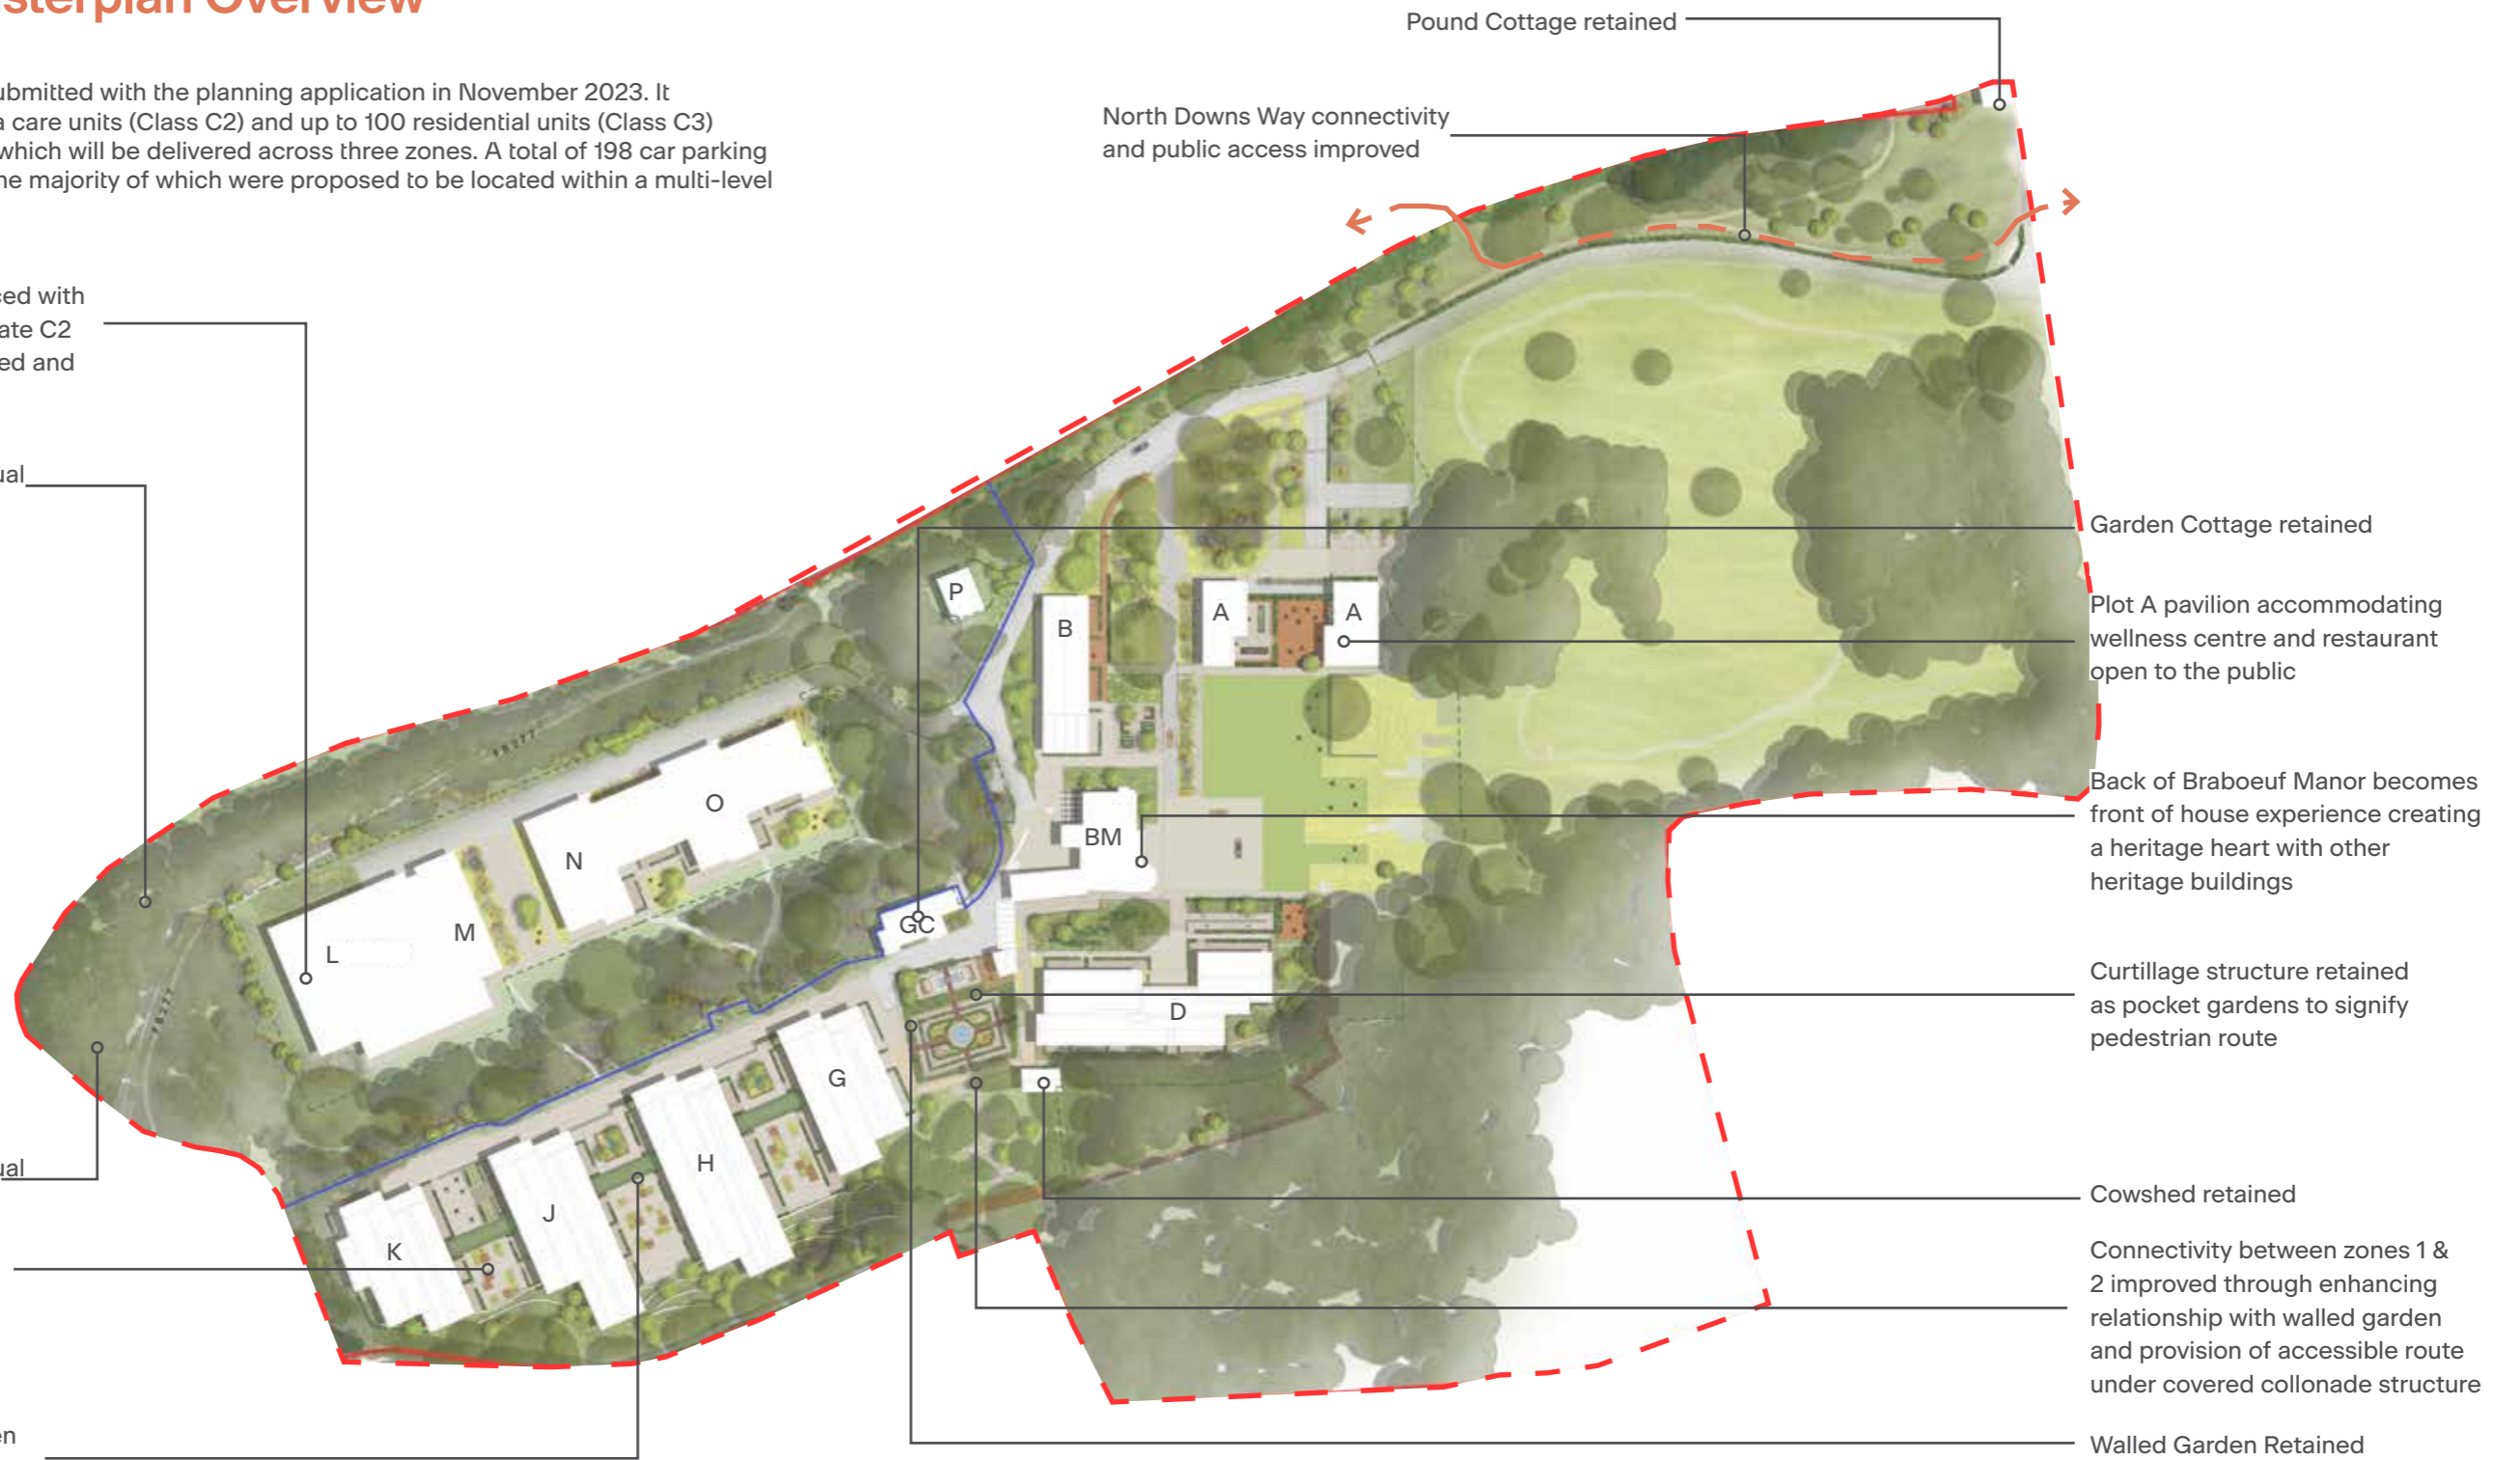 sterplan Overview
ubmitted with the planning application in November 2023. It
a care units (Class C2) and up to 100 residential units (Class C3)
which will be delivered across three zones. A total of 198 car parking
he majority of which were proposed to be located within a multi-level
ced with
ate C2
ed and
ual
ual
en
Pound Cottage retained
North Downs Way connectivity
and public access improved
Garden Cottage retained
Plot A pavilion accommodating
wellness centre and restaurant
open to the public
Back of Braboeuf Manor becomes
front of house experience creating
a heritage heart with other
heritage buildings
Curtillage structure retained
as pocket gardens to signify
pedestrian route
Cowshed retained
Connectivity between zones 1 &
2 improved through enhancing
relationship with walled garden
and provision of accessible route
under covered collonade structure
Walled Garden Retained
P
B
A
A
O
N
BM
M
L
GC
D
G
H
J
K
FB277
FB277